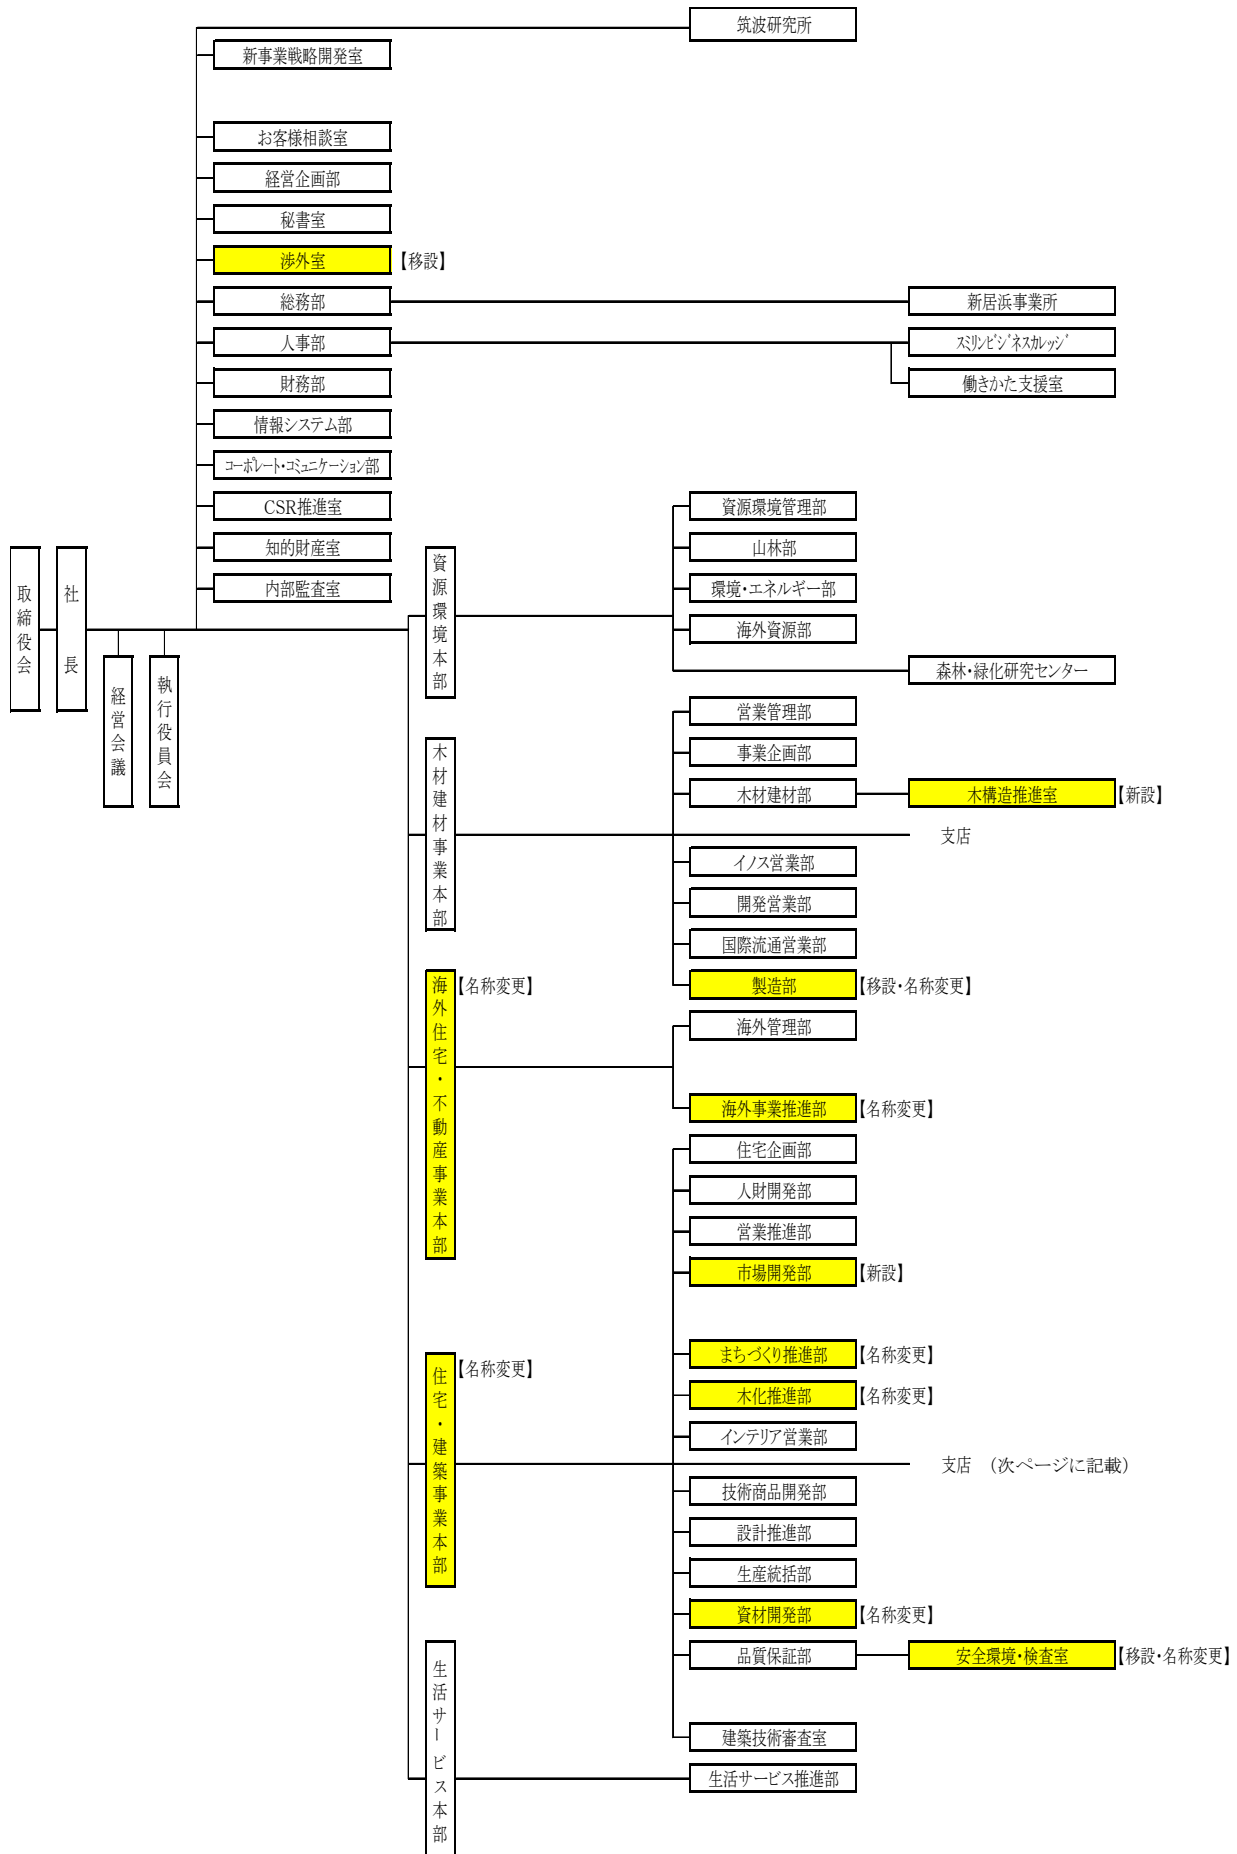 筑波研究所
新事業戦略開発室
お客様相談室
経営企画部
秘書室
渉外室 【移設】
総務部 新居浜事業所
人事部 スミリンビジネスカレッジ
財務部 働きかた支援室
情報システム部
コーポレート・コミュニケーション部
CSR推進室
知的財産室
内部監査室
取締役会
社長
経営会議
執行役員会
資源環境本部
資源環境管理部
山林部
環境・エネルギー部
海外資源部
森林・緑化研究センター
木材建材事業本部
営業管理部
事業企画部
木材建材部 木構造推進室 【新設】
支店
イノス営業部
開発営業部
国際流通営業部
製造部 【移設・名称変更】
海外住宅・不動産事業本部 【名称変更】
海外管理部
海外事業推進部 【名称変更】
住宅・建築事業本部 【名称変更】
住宅企画部
人財開発部
営業推進部
市場開発部 【新設】
まちづくり推進部 【名称変更】
木化推進部 【名称変更】
インテリア営業部
支店 (次ページに記載)
技術商品開発部
設計推進部
生産統括部
資材開発部 【名称変更】
品質保証部 安全環境・検査室 【移設・名称変更】
建築技術審査室
生活サービス本部
生活サービス推進部